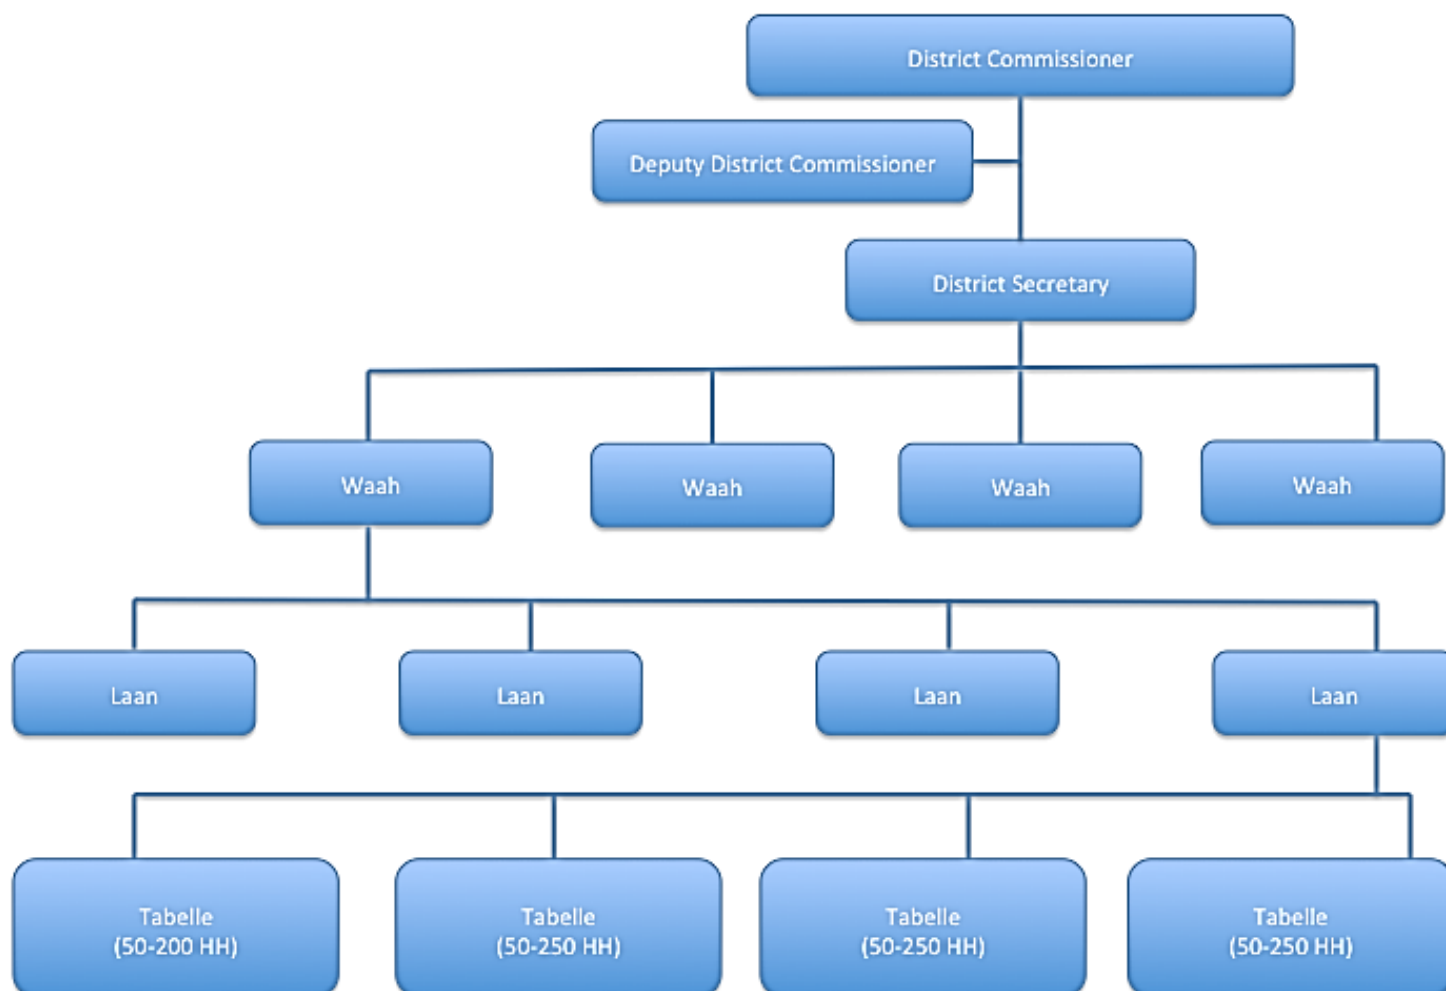 District Commissioner
Deputy District Commissioner
District Secretary
Waah
Waah
Waah
Waah
Laan
Laan
Laan
Laan
Tabelle
(50-200 HH)
Tabelle
(50-250 HH)
Tabelle
(50-250 HH)
Tabelle
(50-250 HH)